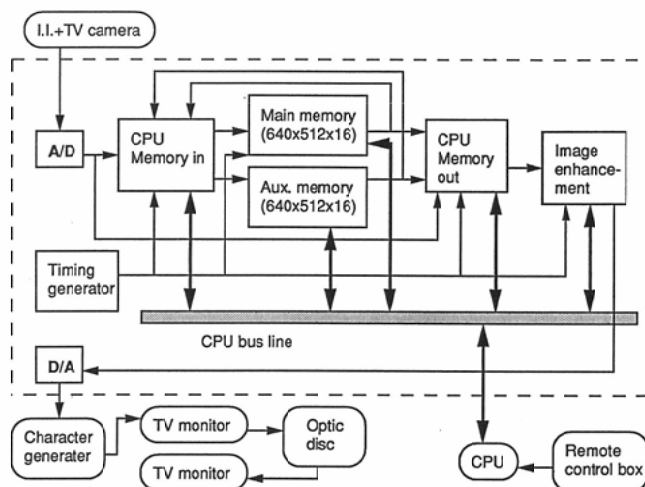 I.I.+TV camera
A/D
CPU
Memory in
Main memory
(640x512x16)
Aux. memory
(640x512x16)
CPU
Memory
out
Image
enhance-
ment
Timing
generator
CPU bus line
D/A
Character
generater
TV monitor
TV monitor
Optic
disc
CPU
Remote
control box